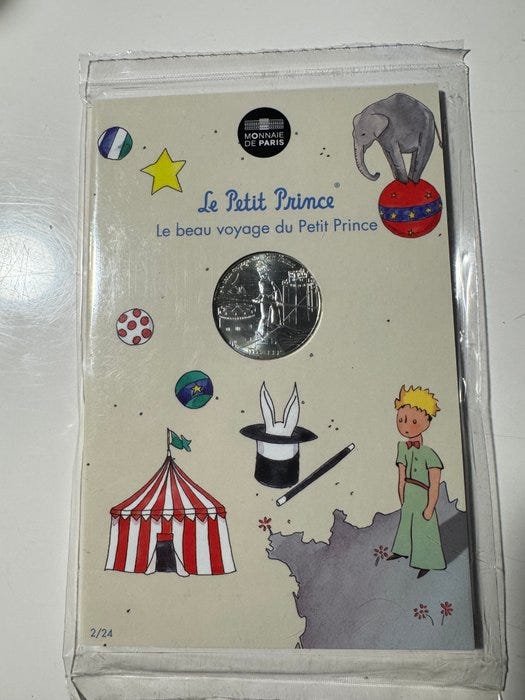 MONNAIE
DE PARIS
Le Petit Prince®
Le beau voyage du Petit Prince
2/24